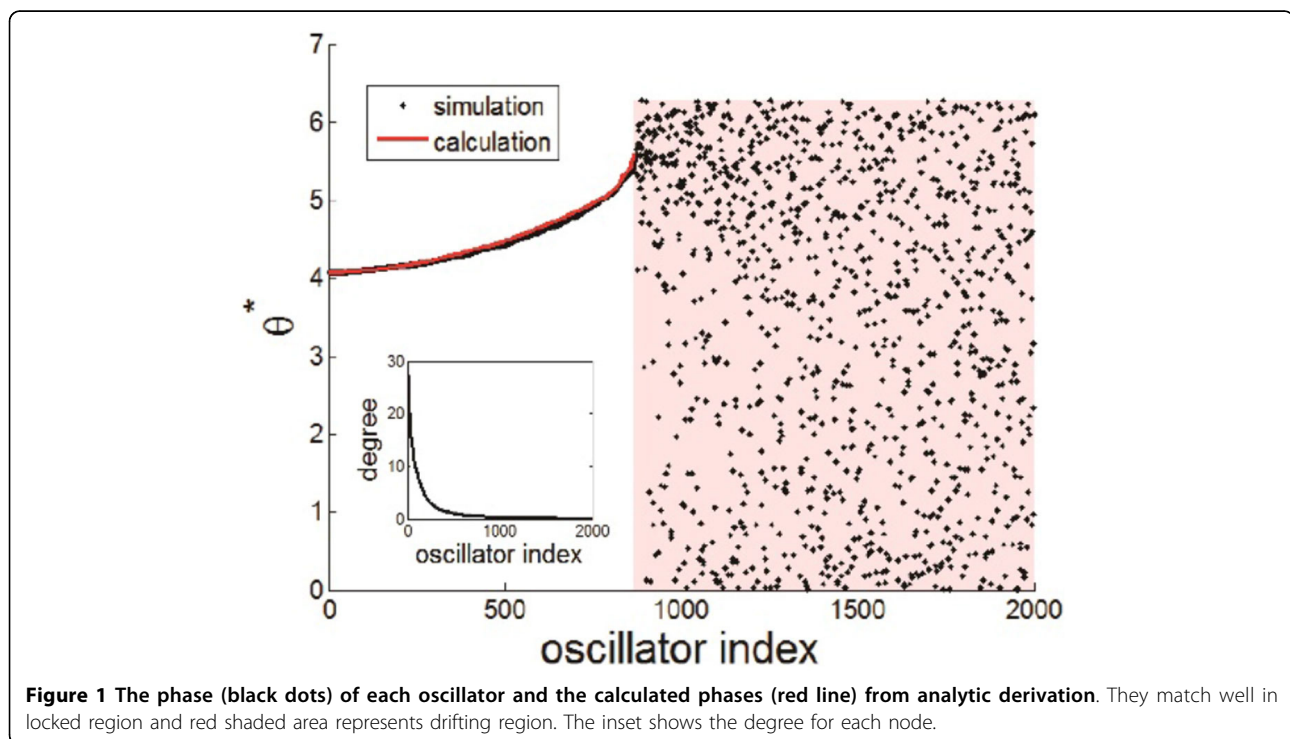 7
6
5
4
3
2
1
0
θ*
simulation
calculation
30
20
10
0
degree
0 1000 2000
oscillator index
0 500 1000 1500 2000
oscillator index
Figure 1 The phase (black dots) of each oscillator and the calculated phases (red line) from analytic derivation. They match well in
locked region and red shaded area represents drifting region. The inset shows the degree for each node.